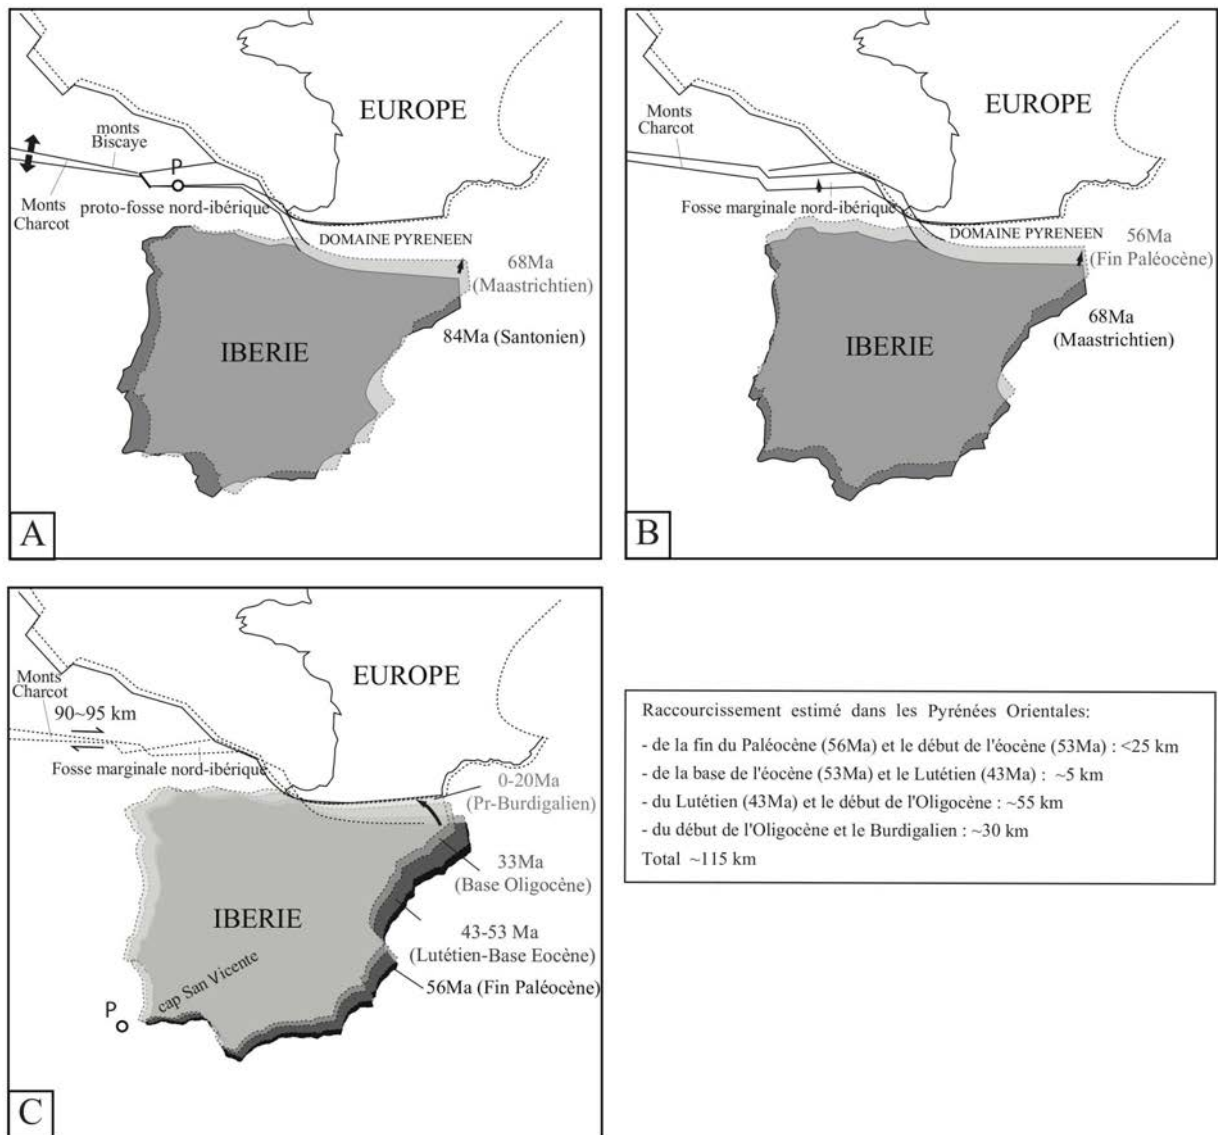 EUROPE
monts
Biscaye
P
Monts
Charcot
proto-fosse nord-ibérique
DOMAINE PYRENEEN
68Ma
(Maastrichtien)
84Ma (Santonien)
IBERIE
A
EUROPE
Monts
Charcot
Fosse marginale nord-ibérique
DOMAINE PYRENEEN
56Ma
(Fin Paléocène)
68Ma
(Maastrichtien)
IBERIE
B
EUROPE
Monts
Charcot
90~95 km
Fosse marginale nord-ibérique
0-20Ma
(Pr-Burdigalien)
33Ma
(Base Oligocène)
IBERIE
43-53 Ma
(Lutétien-Base Eocène)
56Ma (Fin Paléocène)
cap San Vicente
P
C
Raccourcissement estimé dans les Pyrénées Orientales:
- de la fin du Paléocène (56Ma) et le début de l'éocène (53Ma) : <25 km
- de la base de l'éocène (53Ma) et le Lutétien (43Ma) : ~5 km
- du Lutétien (43Ma) et le début de l'Oligocène : ~55 km
- du début de l'Oligocène et le Burdigalien : ~30 km
Total ~115 km